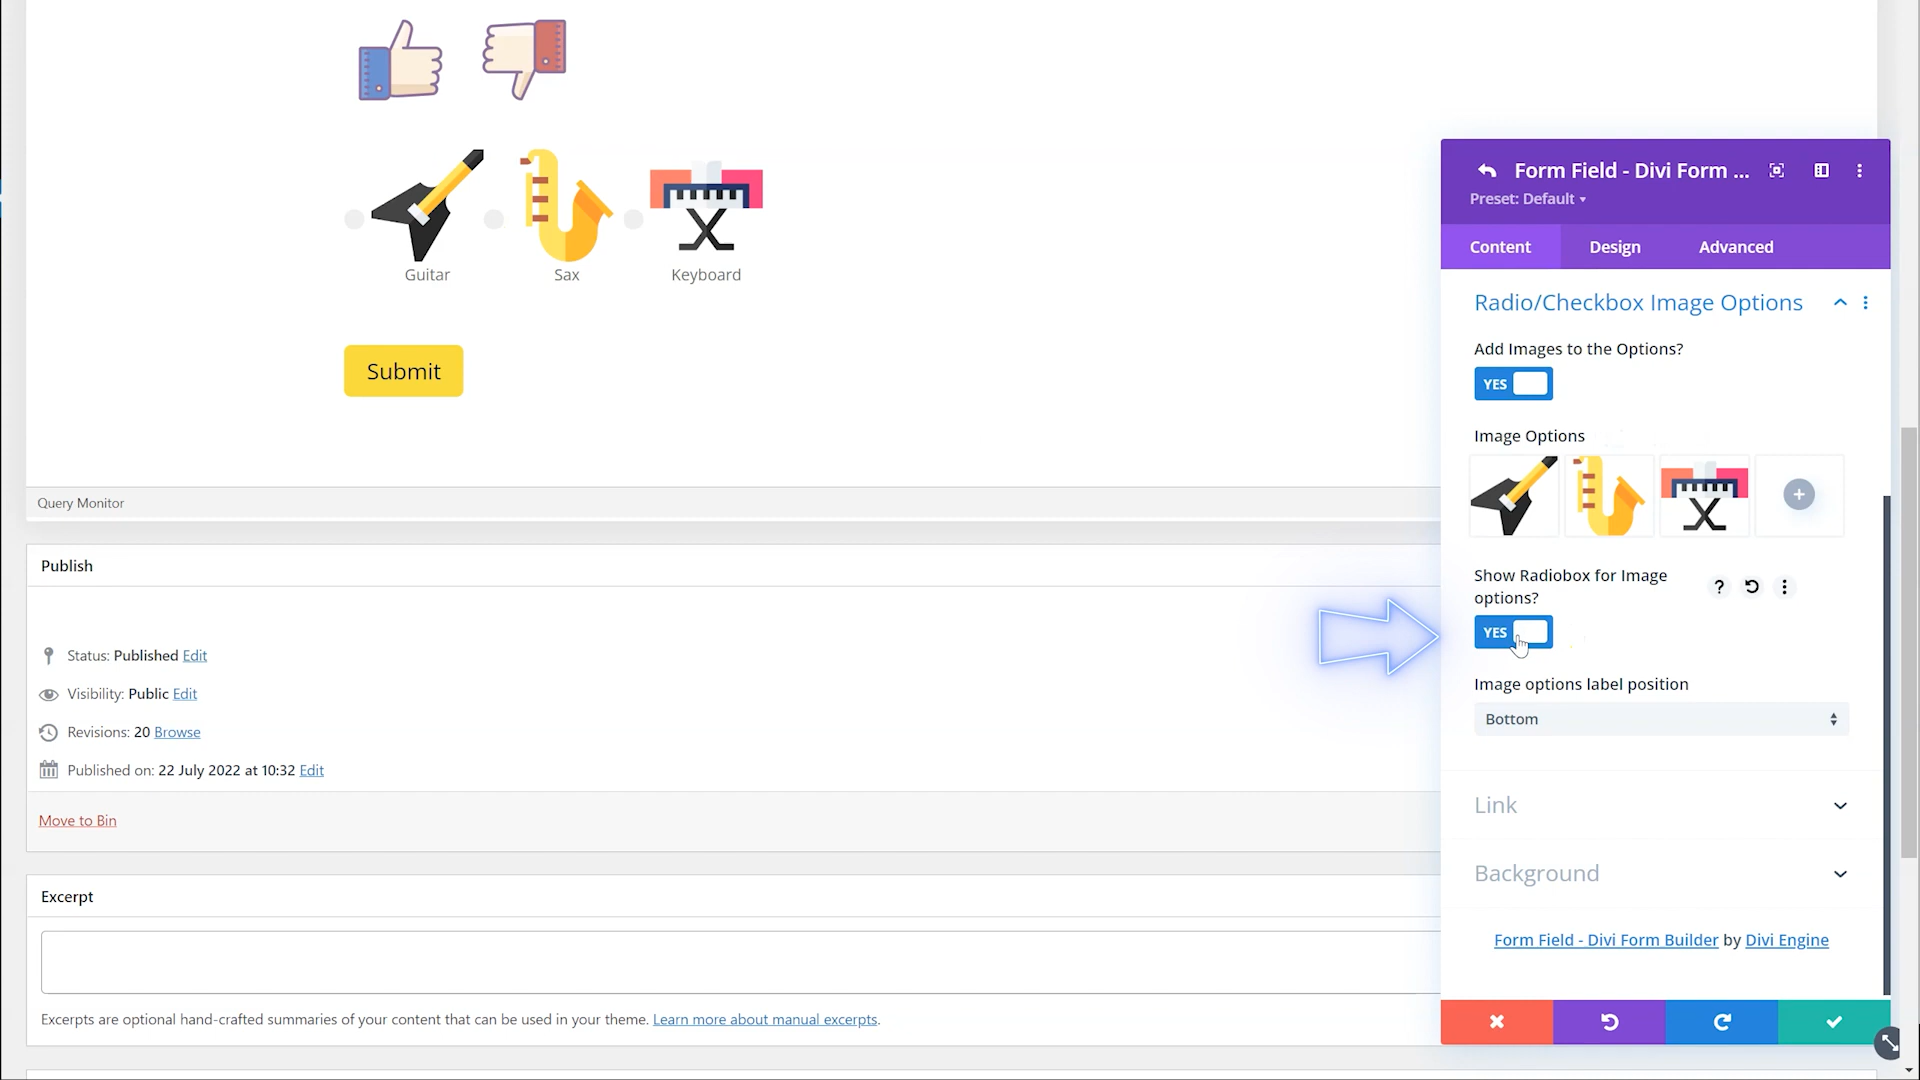 Guitar
Sax
Keyboard
Submit
Query Monitor
Publish
Status: Published Edit
Visibility: Public Edit
Revisions: 20 Browse
Published on: 22 July 2022 at 10:32 Edit
Move to Bin
Excerpt
Excerpts are optional hand-crafted summaries of your content that can be used in your theme. Learn more about manual excerpts.
Form Field - Divi Form ...
Preset: Default
Content
Design
Advanced
Radio/Checkbox Image Options
Add Images to the Options?
YES
Image Options
Show Radiobox for Image
options?
?
YES
Image options label position
Bottom
Link
Background
Form Field - Divi Form Builder by Divi Engine